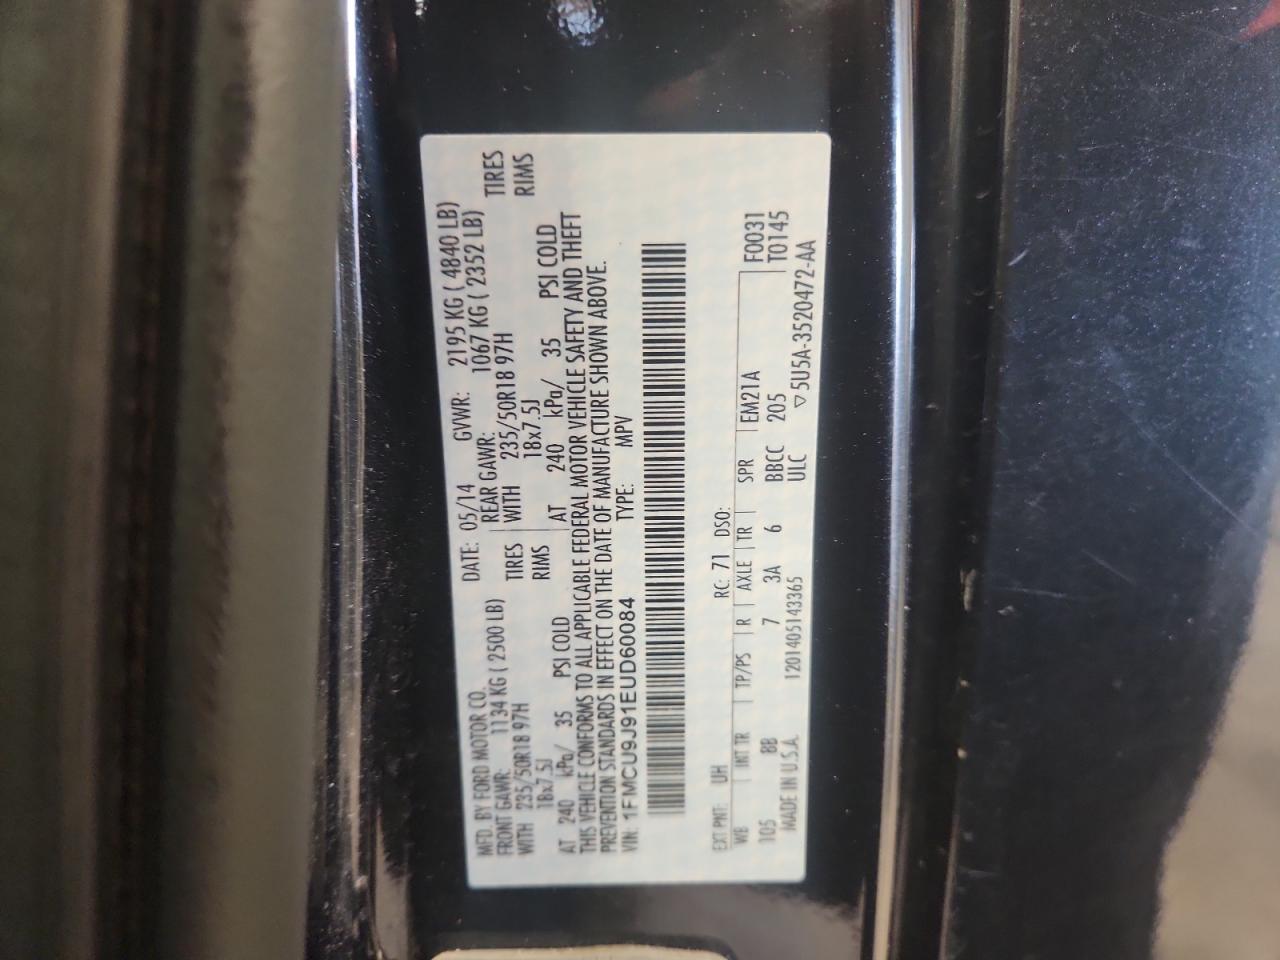 MFD. BY FORD MOTOR CO. DATE: 05/14 GVWR: 2195 KG ( 4840 LB)
FRONT GAWR: 1134 KG ( 2500 LB) REAR GAWR: 1067 KG ( 2352 LB)
WITH 235/50R18 97H TIRES WITH 235/50R18 97H TIRES
18x7.5J RIMS 18x7.5J RIMS
AT 240 kPa/ 35 PSI COLD AT 240 kPa/ 35 PSI COLD
THIS VEHICLE CONFORMS TO ALL APPLICABLE FEDERAL MOTOR VEHICLE SAFETY AND THEFT
PREVENTION STANDARDS IN EFFECT ON THE DATE OF MANUFACTURE SHOWN ABOVE.
VIN: 1FMCU9J91EUD60084 TYPE: MPV
EXT PNT: UH RC: 71 DSO:
WB INT TR TP/PS R AXLE TR SPR EM21A F0031
105 8B 7 3A 6 BBCC 205 T0145
MADE IN U.S.A. 1201405143365 ULC ▽5U5A-3520472-AA